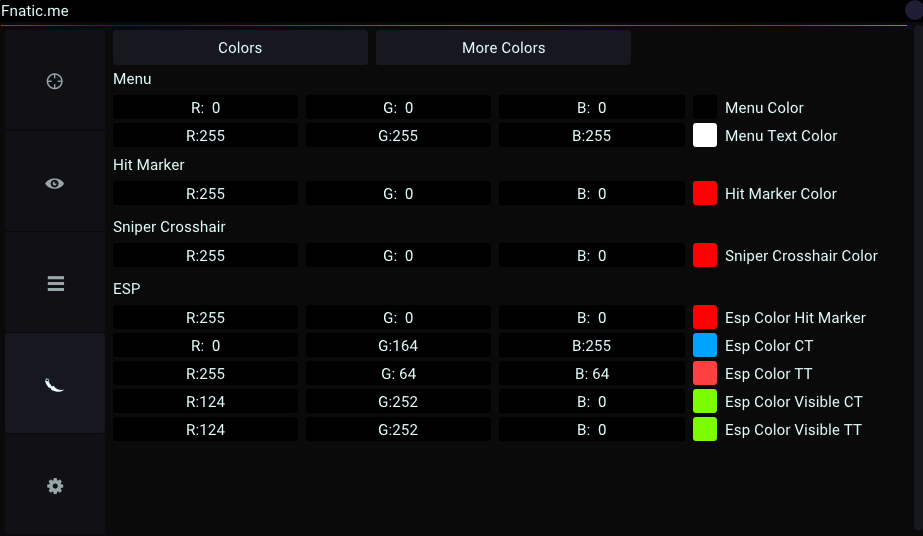 Fnatic.me
Colors More Colors
Menu
R: 0 G: 0 B: 0 Menu Color
R:255 G:255 B:255 Menu Text Color
Hit Marker
R:255 G: 0 B: 0 Hit Marker Color
Sniper Crosshair
R:255 G: 0 B: 0 Sniper Crosshair Color
ESP
R:255 G: 0 B: 0 Esp Color Hit Marker
R: 0 G:164 B:255 Esp Color CT
R:255 G: 64 B: 64 Esp Color TT
R:124 G:252 B: 0 Esp Color Visible CT
R:124 G:252 B: 0 Esp Color Visible TT